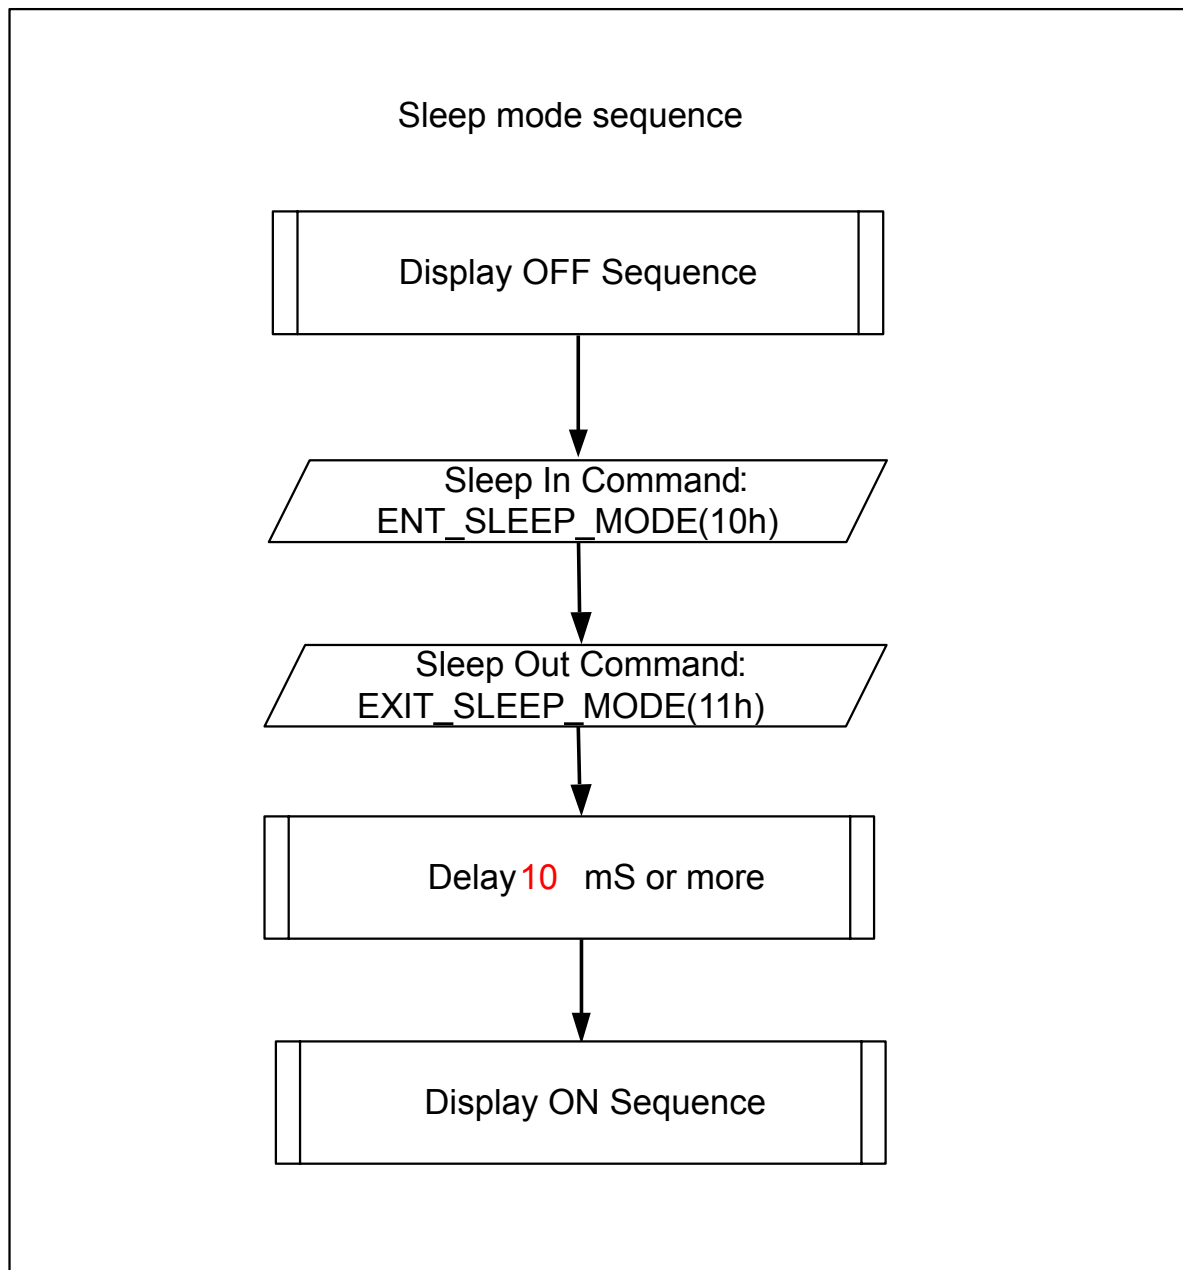 Sleep mode sequence
Display OFF Sequence
Sleep In Command:
ENT_SLEEP_MODE(10h)
Sleep Out Command:
EXIT_SLEEP_MODE(11h)
Delay 10 mS or more
Display ON Sequence